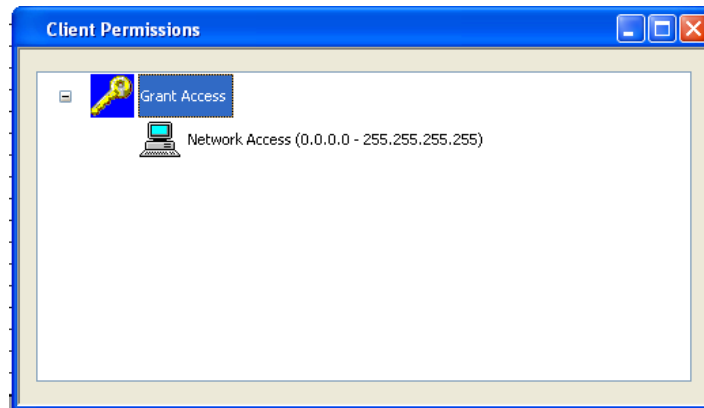 Client Permissions
Grant Access
Network Access (0.0.0.0 - 255.255.255.255)